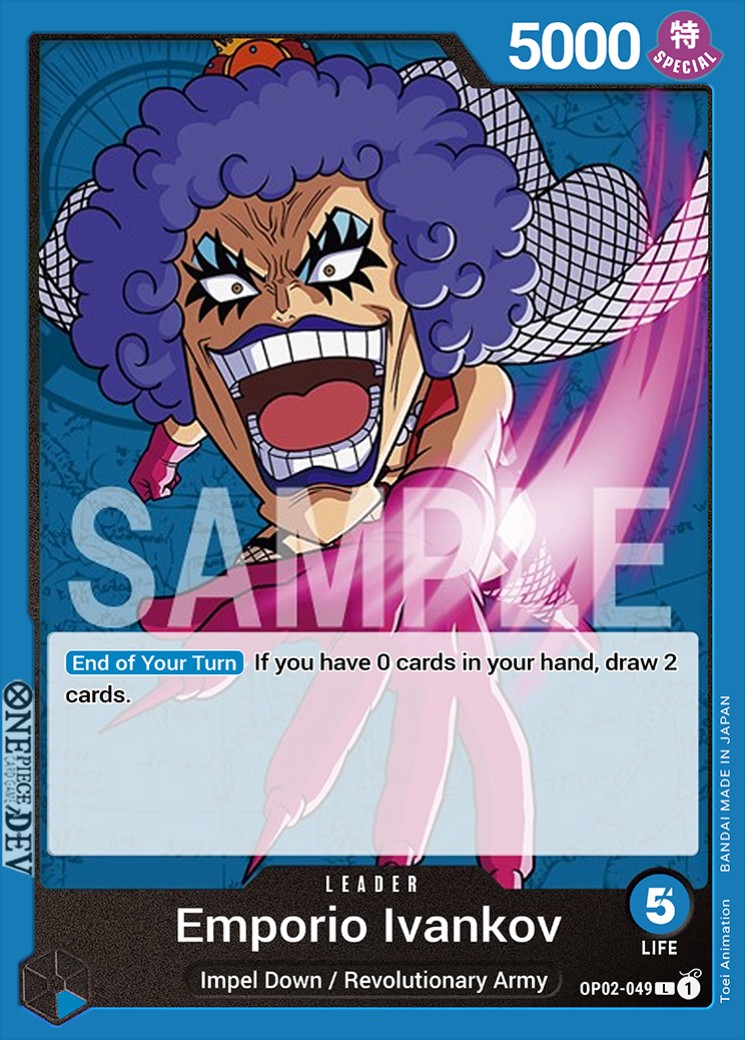 5000
特
SPECIAL
SAMPLE
End of Your Turn If you have 0 cards in your hand, draw 2
cards.
ONE PIECE
CARD GAME
.DEV
BANDAI MADE IN JAPAN
Toei Animation
LEADER
Emporio Ivankov
5
LIFE
Impel Down / Revolutionary Army
OP02-049 L 1